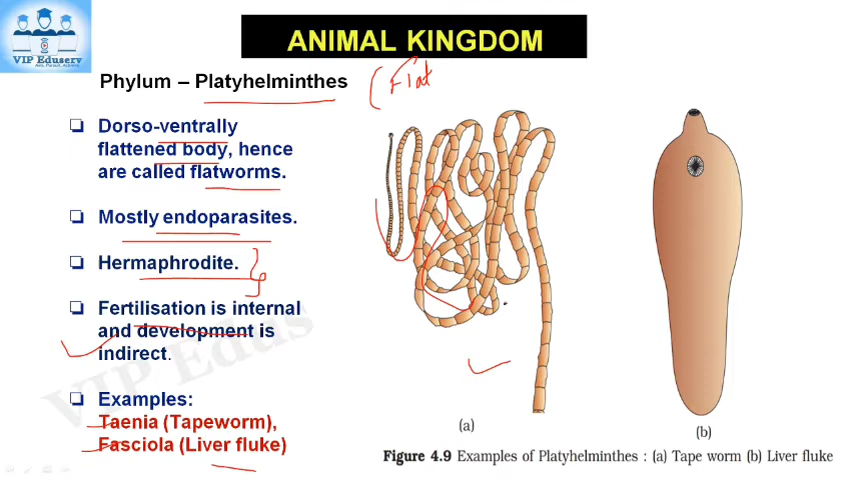 VIP Eduserv
ANIMAL KINGDOM
Phylum – Platyhelminthes
(Flat
Dorso-ventrally
flattened body, hence
are called flatworms.
Mostly endoparasites.
Hermaphrodite.
Fertilisation is internal
and development is
indirect.
Examples:
Taenia (Tapeworm),
Fasciola (Liver fluke)
VIP Edus
(a)
(b)
Figure 4.9 Examples of Platyhelminthes : (a) Tape worm (b) Liver fluke